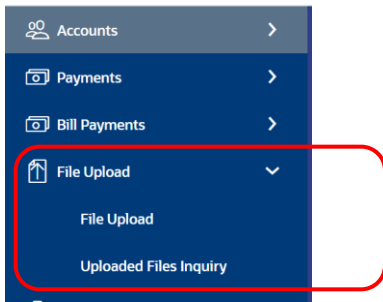 Accounts
Payments
Bill Payments
File Upload
File Upload
Uploaded Files Inquiry